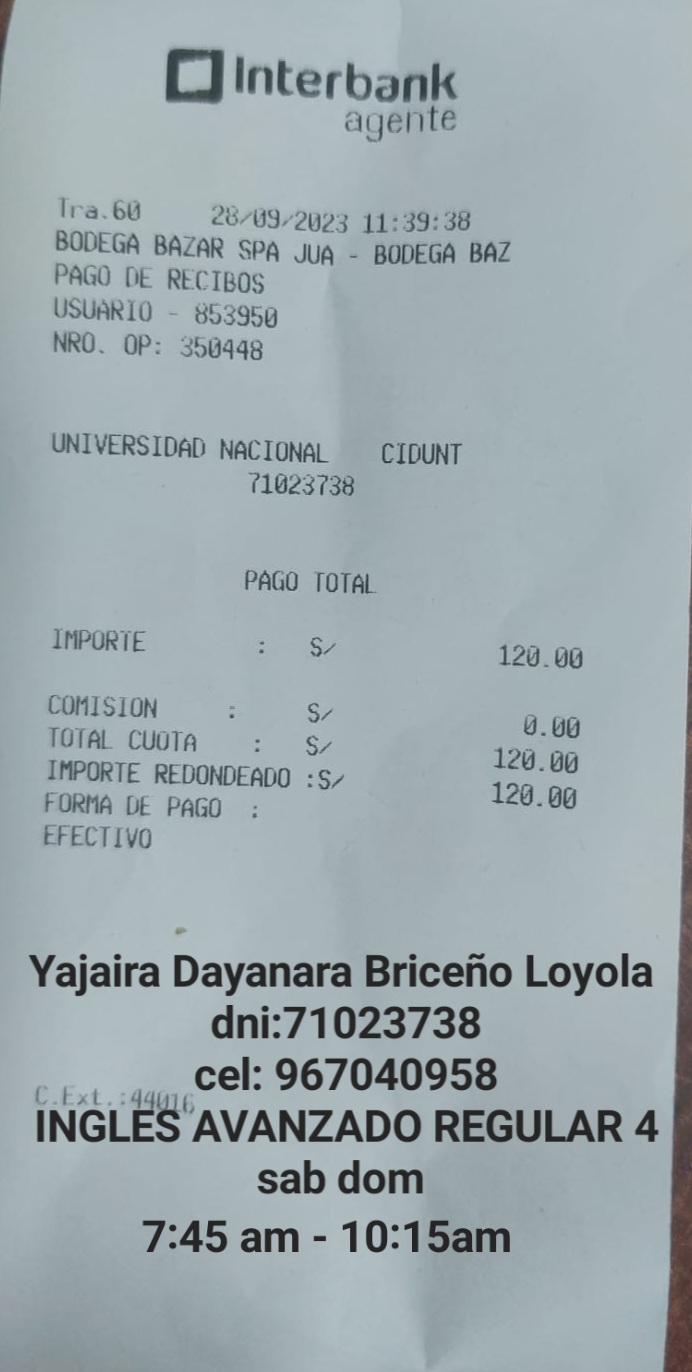 Interbank
agente
Tra.60 28/09/2023 11:39:38
BODEGA BAZAR SPA JUA - BODEGA BAZ
PAGO DE RECIBOS
USUARIO - 853950
NRO. OP: 350448
UNIVERSIDAD NACIONAL CIDUNT
71023738
PAGO TOTAL
IMPORTE : S/ 120.00
COMISION : S/ 0.00
TOTAL CUOTA : S/ 120.00
IMPORTE REDONDEADO :S/ 120.00
FORMA DE PAGO :
EFECTIVO
Yajaira Dayanara Briceño Loyola
dni:71023738
cel: 967040958
C.Ext.:44016
INGLES AVANZADO REGULAR 4
sab dom
7:45 am - 10:15am